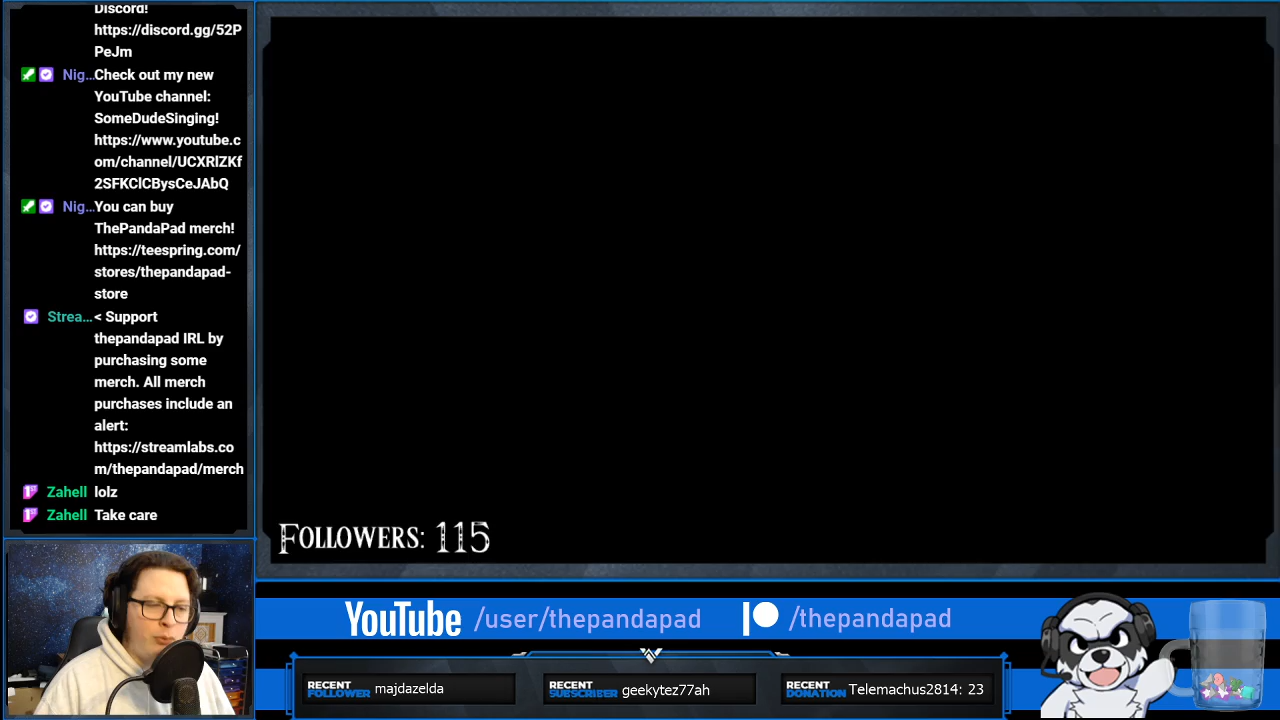 Discord!
https://discord.gg/52P
PeJm
Nig... Check out my new
YouTube channel:
SomeDudeSinging!
https://www.youtube.c
om/channel/UCXRlZKf
2SFKClCBysCeJAbQ
Nig... You can buy
ThePandaPad merch!
https://teespring.com/
stores/thepandapad-
store
Strea... < Support
thepandapad IRL by
purchasing some
merch. All merch
purchases include an
alert:
https://streamlabs.co
m/thepandapad/merch
Zahell lolz
Zahell Take care
FOLLOWERS: 115
YouTube /user/thepandapad /thepandapad
RECENT FOLLOWER majdazelda
RECENT SUBSCRIBER geekytez77ah
RECENT DONATION Telemachus2814: 23